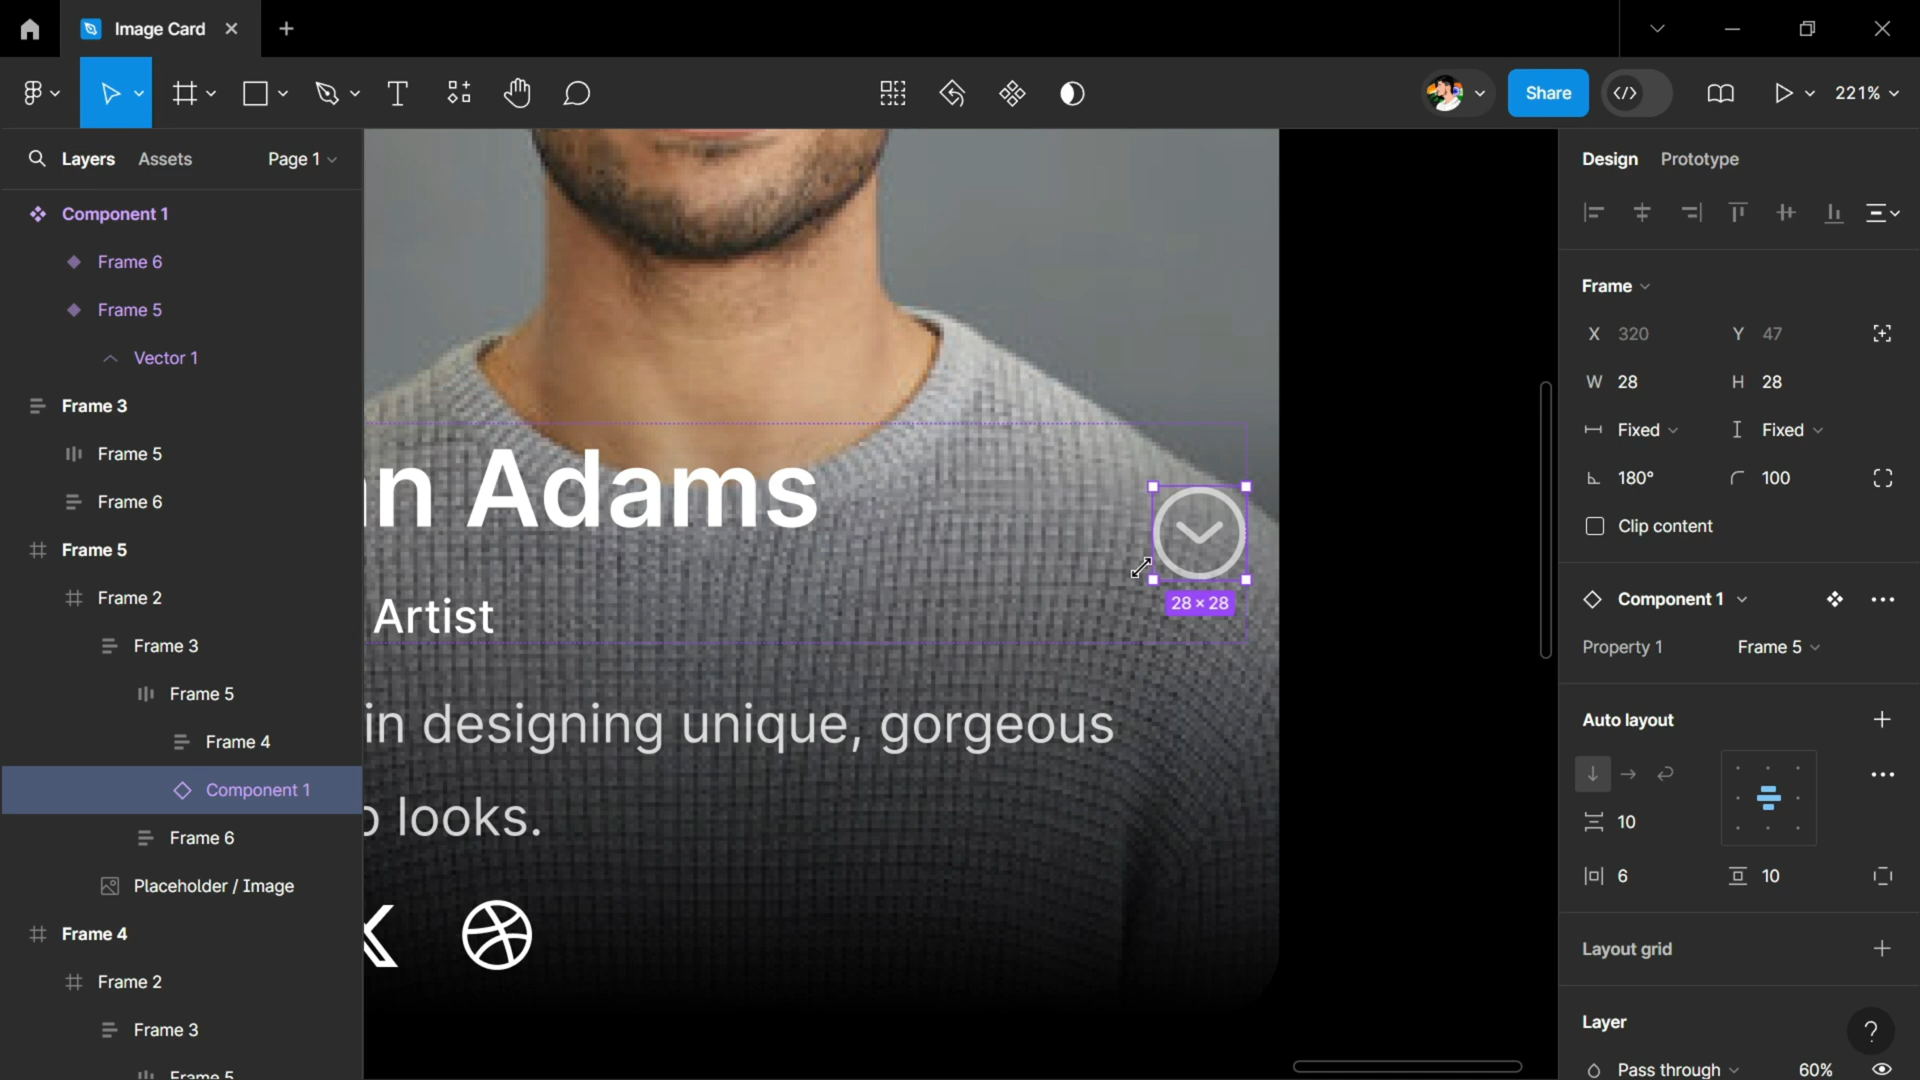 Image Card
Share
221%
Layers
Assets
Page 1
Component 1
Frame 6
Frame 5
Vector 1
Frame 3
Frame 5
Frame 6
Frame 5
Frame 2
Frame 3
Frame 5
Frame 4
Component 1
Frame 6
Placeholder / Image
Frame 4
Frame 2
Frame 3
Frame 5
n Adams
Artist
28 × 28
in designing unique, gorgeous
looks.
Design
Prototype
Frame
X 320
Y 47
W 28
H 28
Fixed
Fixed
180°
100
Clip content
Component 1
Property 1
Frame 5
Auto layout
10
6
10
Layout grid
Layer
?
Pass through
60%